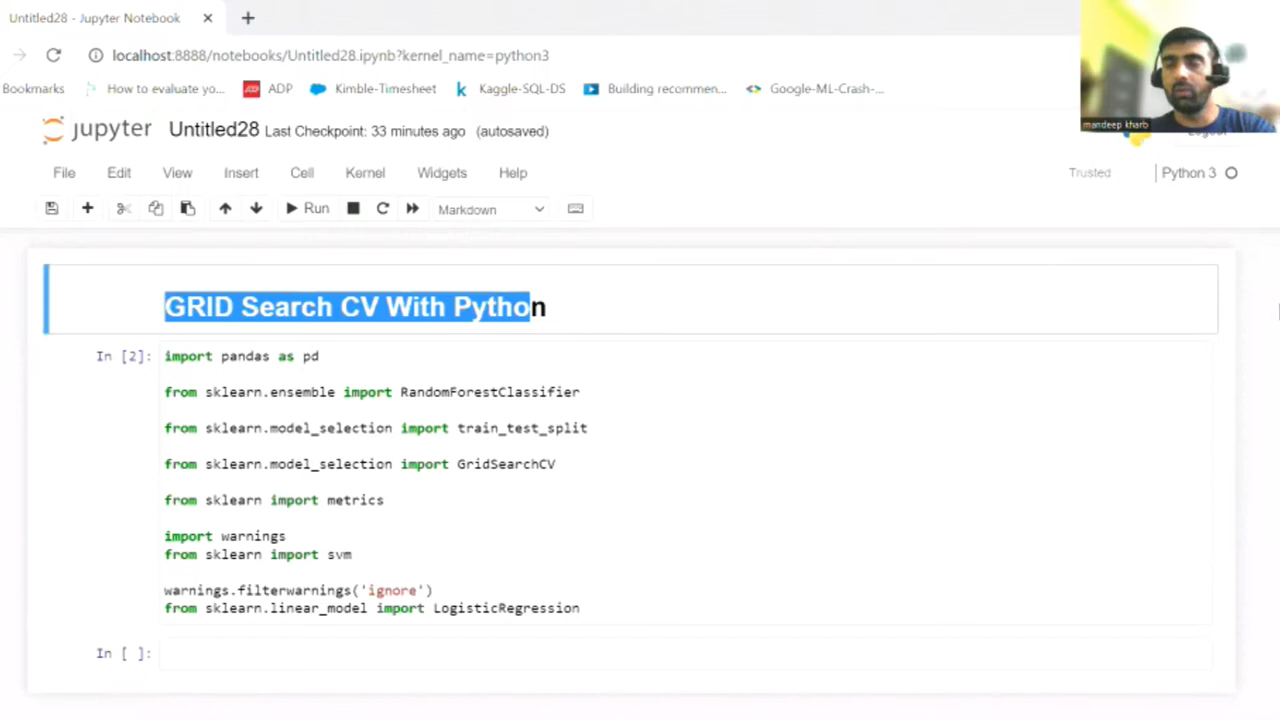 Untitled28 - Jupyter Notebook
localhost:8888/notebooks/Untitled28.ipynb?kernel_name=python3
Bookmarks How to evaluate yo... ADP Kimble-Timesheet Kaggle-SQL-DS Building recommen... Google-ML-Crash-...
mandeep kharb
jupyter Untitled28 Last Checkpoint: 33 minutes ago (autosaved)
File Edit View Insert Cell Kernel Widgets Help Trusted Python 3
Run Markdown
GRID Search CV With Python
In [2]: import pandas as pd
from sklearn.ensemble import RandomForestClassifier
from sklearn.model_selection import train_test_split
from sklearn.model_selection import GridSearchCV
from sklearn import metrics
import warnings
from sklearn import svm
warnings.filterwarnings('ignore')
from sklearn.linear_model import LogisticRegression
In [ ]: